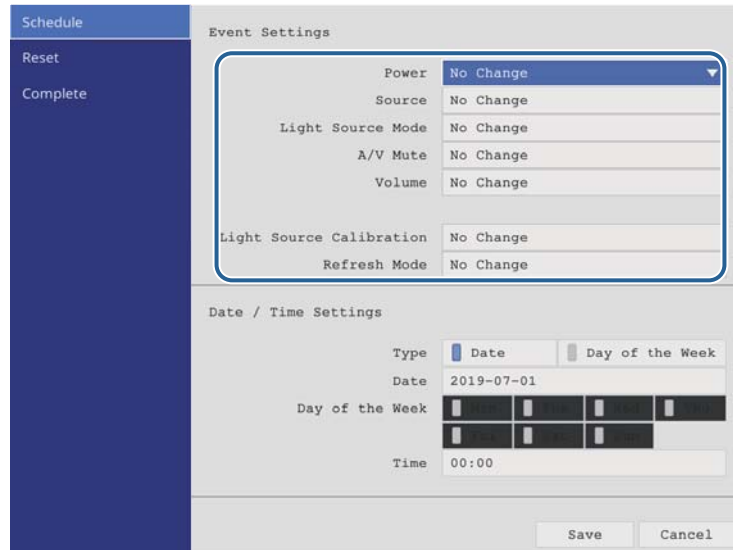 Schedule
Reset
Complete
Event Settings
Power No Change
Source No Change
Light Source Mode No Change
A/V Mute No Change
Volume No Change
Light Source Calibration No Change
Refresh Mode No Change
Date / Time Settings
Type Date Day of the Week
Date 2019-07-01
Day of the Week
Time 00:00
Save Cancel